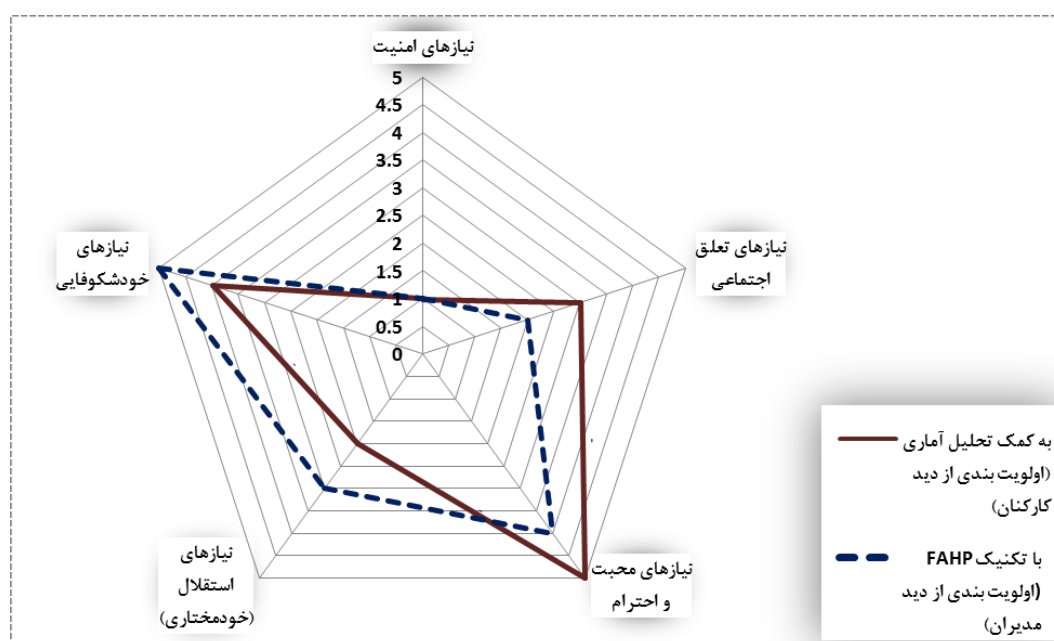 نیازهای امنیت
5
4.5
4
3.5
3
2.5
2
1.5
1
0.5
0
نیازهای تعلق
اجتماعی
نیازهای محبت
و احترام
نیازهای
استقلال
(خودمختاری)
نیازهای
خودشکوفایی
به کمک تحلیل آماری
(اولویت بندی از دید
کارکنان)
با تکنیک FAHP
(اولویت بندی از دید
مدیران)